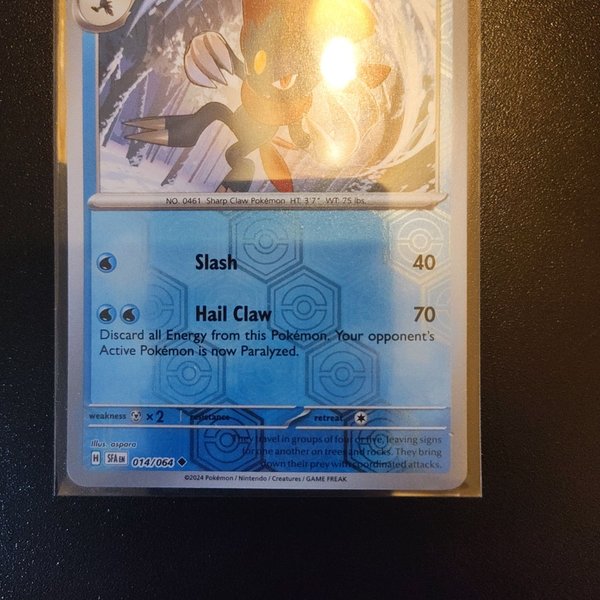 NO. 0461 Sharp Claw Pokémon HT: 3'7" WT: 75 lbs.
Slash 40
Hail Claw 70
Discard all Energy from this Pokémon. Your opponent's
Active Pokémon is now Paralyzed.
weakness ×2 resistance retreat
Illus. aspara
They travel in groups of four or five, leaving signs
for one another on trees and rocks. They bring
down their prey with coordinated attacks.
H SFA EN 014/064
©2024 Pokémon / Nintendo / Creatures / GAME FREAK